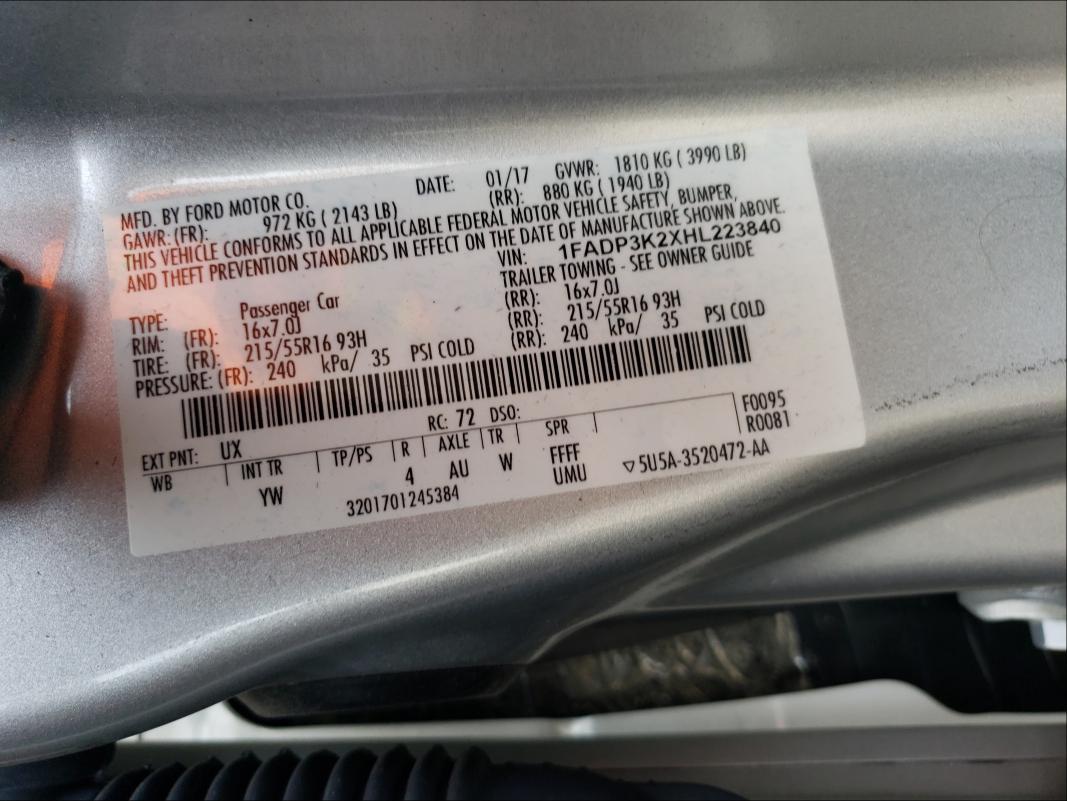 MFD. BY FORD MOTOR CO. DATE: 01/17 GVWR: 1810 KG ( 3990 LB)
GAWR: (FR): 972 KG ( 2143 LB) (RR): 880 KG ( 1940 LB)
THIS VEHICLE CONFORMS TO ALL APPLICABLE FEDERAL MOTOR VEHICLE SAFETY, BUMPER,
AND THEFT PREVENTION STANDARDS IN EFFECT ON THE DATE OF MANUFACTURE SHOWN ABOVE.
VIN: 1FADP3K2XHL223840
TYPE: Passenger Car TRAILER TOWING - SEE OWNER GUIDE
RIM: (FR): 16x7.0J (RR): 16x7.0J
TIRE: (FR): 215/55R16 93H (RR): 215/55R16 93H
PRESSURE: (FR): 240 kPa/ 35 PSI COLD (RR): 240 kPa/ 35 PSI COLD
F0095
RC: 72 DSO: R0081
EXT PNT: UX
WB INT TR TP/PS R AXLE TR SPR
YW 4 AU W FFFF
UMU
3201701245384 ▽5U5A-3520472-AA